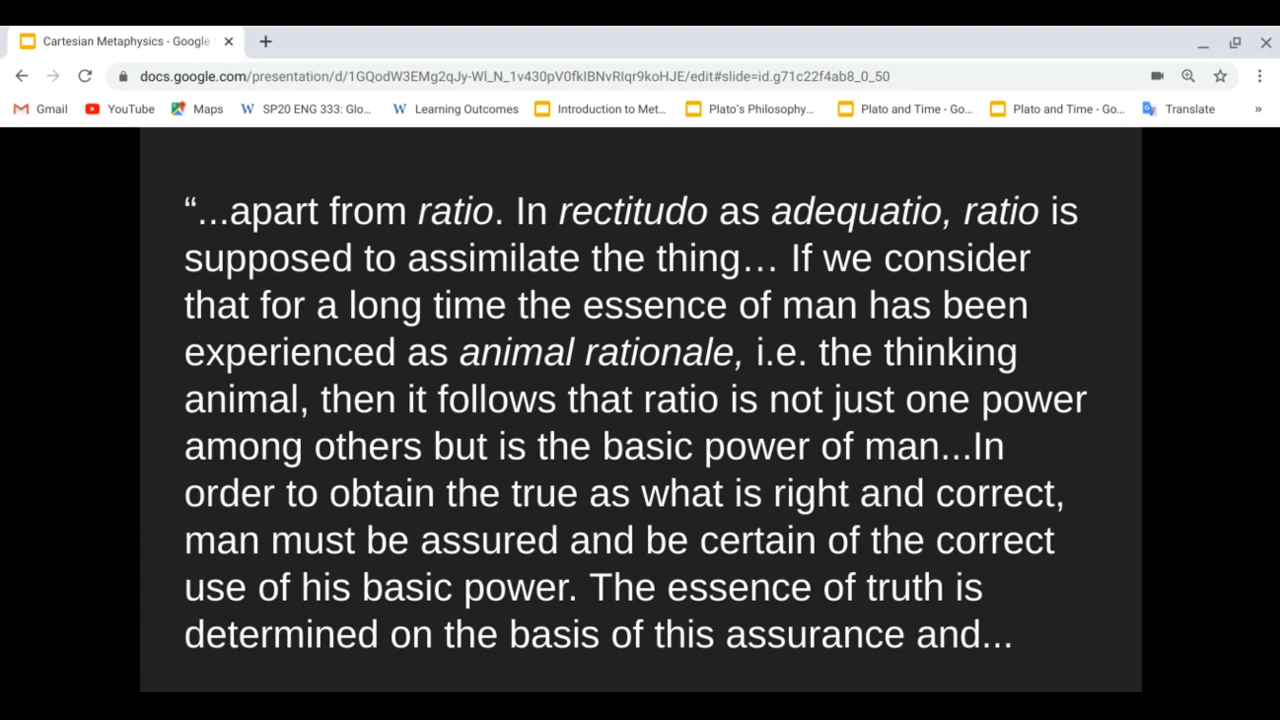 Cartesian Metaphysics - Google
docs.google.com/presentation/d/1GQodW3EMg2qJy-Wl_N_1v430pV0fkIBNvRIqr9koHJE/edit#slide=id.g71c22f4ab8_0_50
Gmail YouTube Maps SP20 ENG 333: Glo... Learning Outcomes Introduction to Met... Plato's Philosophy... Plato and Time - Go... Plato and Time - Go... Translate »
“...apart from ratio. In rectitudo as adequatio, ratio is
supposed to assimilate the thing… If we consider
that for a long time the essence of man has been
experienced as animal rationale, i.e. the thinking
animal, then it follows that ratio is not just one power
among others but is the basic power of man...In
order to obtain the true as what is right and correct,
man must be assured and be certain of the correct
use of his basic power. The essence of truth is
determined on the basis of this assurance and...